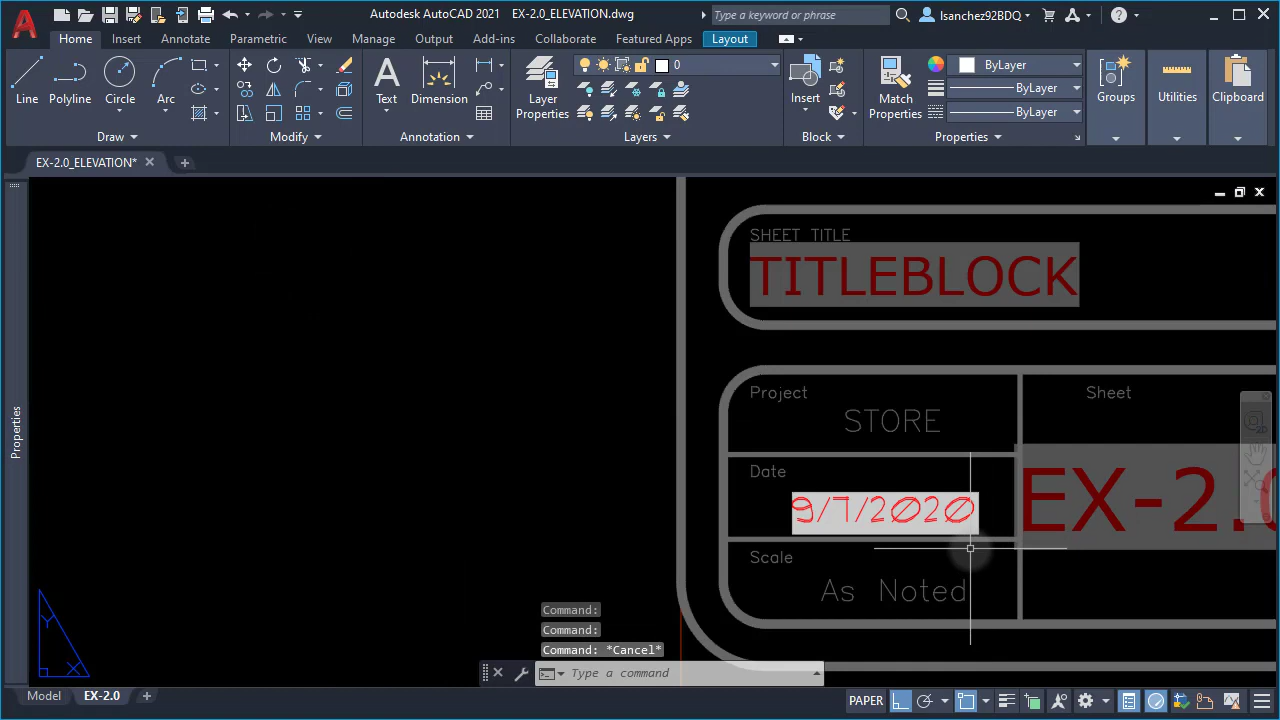 Autodesk AutoCAD 2021 EX-2.0_ELEVATION.dwg
Type a keyword or phrase
lsanchez92BDQ
Home Insert Annotate Parametric View Manage Output Add-ins Collaborate Featured Apps Layout
Line Polyline Circle Arc
Draw
Modify
Text Dimension
Annotation
Layer Properties
0
Layers
Insert
Block
Match Properties
ByLayer
ByLayer
ByLayer
Properties
Groups
Utilities
Clipboard
EX-2.0_ELEVATION*
Properties
SHEET TITLE
TITLEBLOCK
Project
STORE
Sheet
Date
9/7/2020
EX-2.0
Scale
As Noted
Y
X
Command:
Command:
Command: *Cancel*
Type a command
Model EX-2.0
PAPER